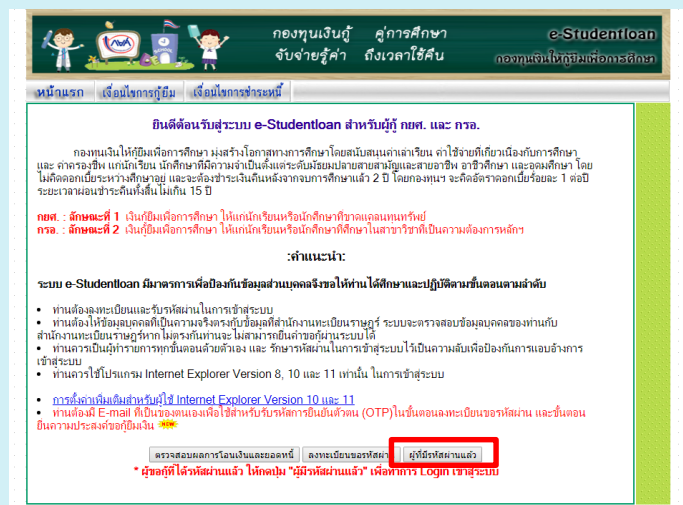 กองทุนเงินกู้ คู่การศึกษา
จับจ่ายรู้ค่า ถึงเวลาใช้คืน
e-Studentloan
กองทุนเงินให้กู้ยืมเพื่อการศึกษา
หน้าแรก เงื่อนไขการกู้ยืม เงื่อนไขการชำระหนี้
ยินดีต้อนรับสู่ระบบ e-Studentloan สำหรับผู้กู้ กยศ. และ กรอ.
กองทุนเงินให้กู้ยืมเพื่อการศึกษา มุ่งสร้างโอกาสทางการศึกษาโดยสนับสนุนค่าเล่าเรียน ค่าใช้จ่ายที่เกี่ยวเนื่องกับการศึกษา
และ ค่าครองชีพ แก่นักเรียน นักศึกษาที่มีความจำเป็นตั้งแต่ระดับมัธยมปลายสายสามัญและสายอาชีพ อาชีวศึกษา และอุดมศึกษา โดย
ไม่คิดดอกเบี้ยระหว่างศึกษาอยู่ และจะต้องชำระเงินคืนหลังจากจบการศึกษาแล้ว 2 ปี โดยกองทุนฯ จะคิดอัตราดอกเบี้ยร้อยละ 1 ต่อปี
ระยะเวลาผ่อนชำระคืนทั้งสิ้นไม่เกิน 15 ปี
กยศ. : ลักษณะที่ 1 เงินกู้ยืมเพื่อการศึกษา ให้แก่นักเรียนหรือนักศึกษาที่ขาดแคลนทุนทรัพย์
กรอ. : ลักษณะที่ 2 เงินกู้ยืมเพื่อการศึกษา ให้แก่นักเรียนหรือนักศึกษาที่ศึกษาในสาขาวิชาที่เป็นความต้องการหลักฯ
:คำแนะนำ:
ระบบ e-Studentloan มีมาตรการเพื่อป้องกันข้อมูลส่วนบุคคลจึงขอให้ท่านได้ศึกษาและปฏิบัติตามขั้นตอนตามลำดับ
• ท่านต้องลงทะเบียนและรับรหัสผ่านในการเข้าสู่ระบบ
• ท่านต้องให้ข้อมูลบุคคลที่เป็นความจริงตรงกับข้อมูลที่สำนักงานทะเบียนราษฎร์ ระบบจะตรวจสอบข้อมูลบุคคลของท่านกับ
สำนักงานทะเบียนราษฎร์หากไม่ตรงกันท่านจะไม่สามารถยื่นคำขอกู้ผ่านระบบได้
• ท่านควรเป็นผู้ทำรายการทุกขั้นตอนด้วยตัวเอง และ รักษารหัสผ่านในการเข้าสู่ระบบไว้เป็นความลับเพื่อป้องกันการแอบอ้างการ
เข้าสู่ระบบ
• ท่านควรใช้โปรแกรม Internet Explorer Version 8, 10 และ 11 เท่านั้น ในการเข้าสู่ระบบ
• การตั้งค่าเพิ่มเติมสำหรับผู้ใช้ Internet Explorer Version 10 และ 11
• ท่านต้องมี E-mail ที่เป็นของตนเองเพื่อใช้สำหรับรับรหัสการยืนยันตัวตน (OTP)ในขั้นตอนลงทะเบียนขอรหัสผ่าน และขั้นตอน
ยืนความประสงค์ขอกู้ยืมเงิน NEW
ตรวจสอบผลการโอนเงินและยอดหนี้ ลงทะเบียนขอรหัสผ่า ผู้ที่มีรหัสผ่านแล้ว
* ผู้ขอกู้ที่ได้รหัสผ่านแล้ว ให้กดปุ่ม "ผู้มีรหัสผ่านแล้ว" เพื่อทำการ Login เข้าสู่ระบบ